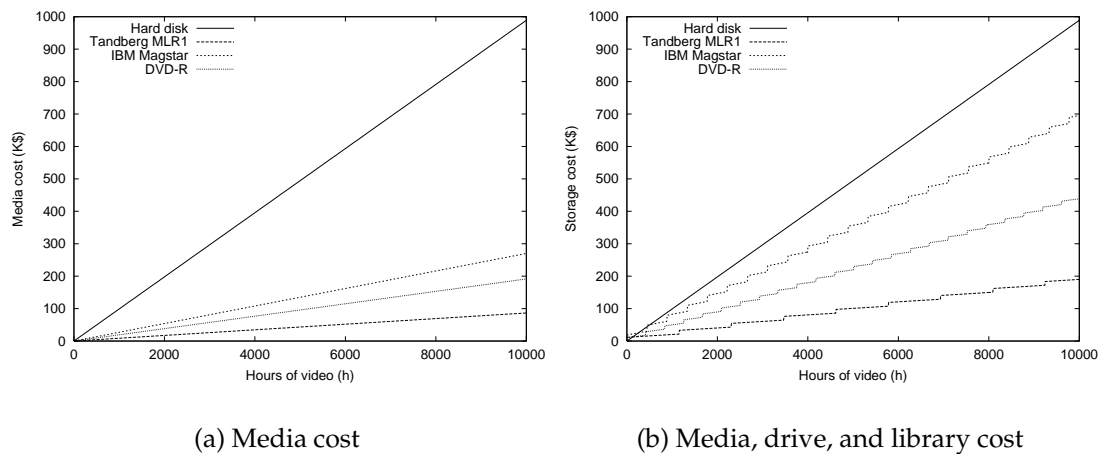 1000
900
800
700
600
500
400
300
200
100
0
Media cost (K$)
Hard disk
Tandberg MLR1
IBM Magstar
DVD-R
0 2000 4000 6000 8000 10000
Hours of video (h)
(a) Media cost
1000
900
800
700
600
500
400
300
200
100
0
Storage cost (K$)
Hard disk
Tandberg MLR1
IBM Magstar
DVD-R
0 2000 4000 6000 8000 10000
Hours of video (h)
(b) Media, drive, and library cost